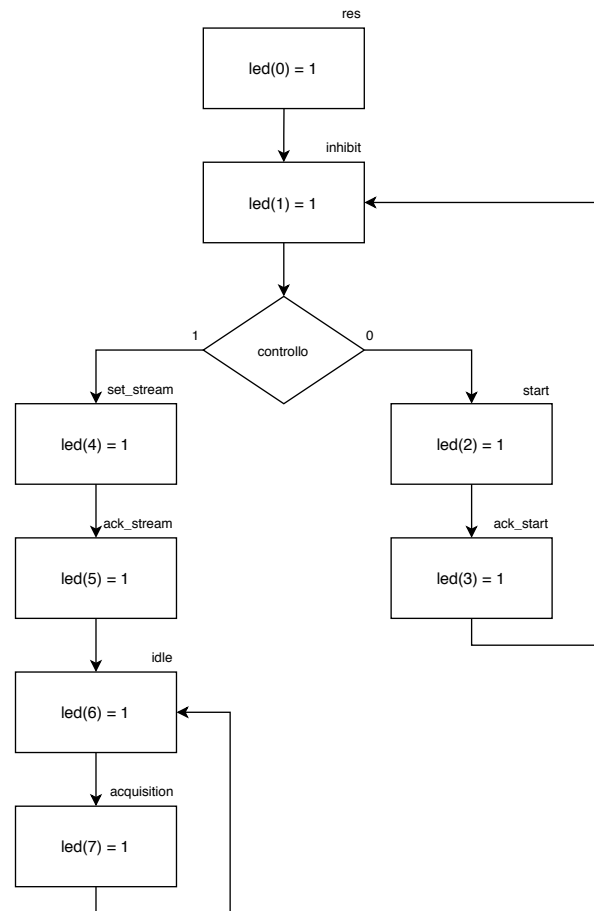 res
led(0) = 1
inhibit
led(1) = 1
controllo
1
0
set_stream
led(4) = 1
start
led(2) = 1
ack_stream
led(5) = 1
ack_start
led(3) = 1
idle
led(6) = 1
acquisition
led(7) = 1